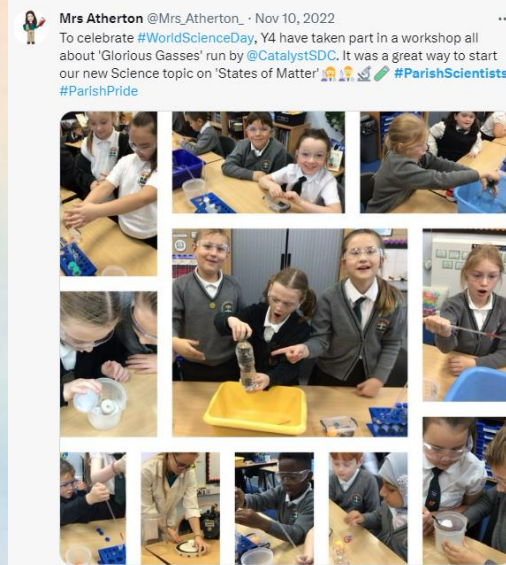 Mrs Atherton @Mrs_Atherton_ · Nov 10, 2022
To celebrate #WorldScienceDay, Y4 have taken part in a workshop all
about 'Glorious Gasses' run by @CatalystSDC. It was a great way to start
our new Science topic on 'States of Matter' #ParishScientists
#ParishPride